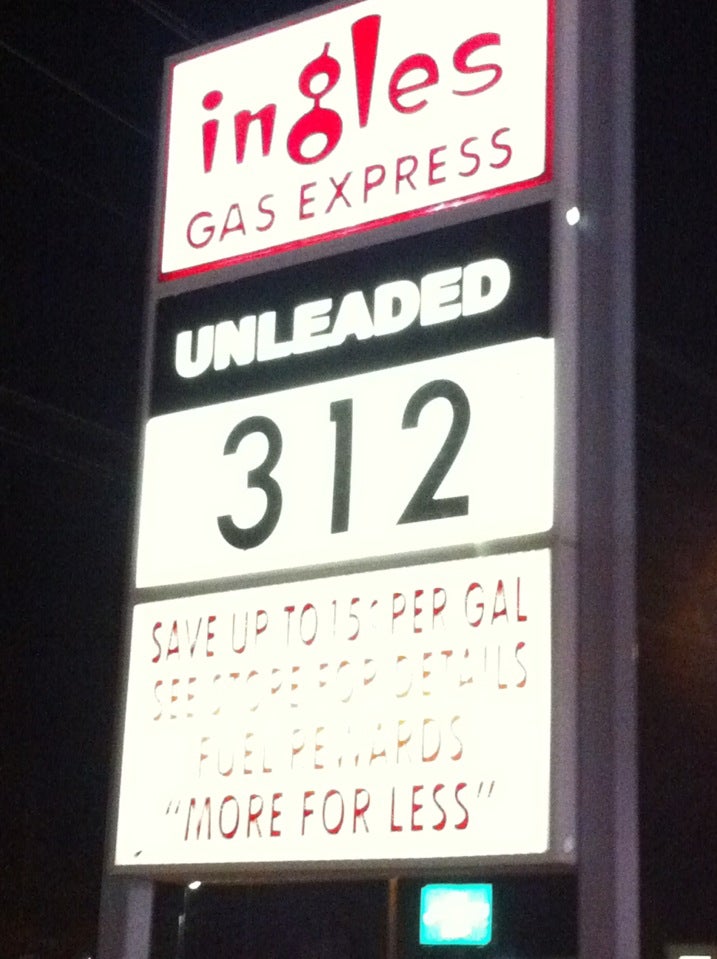 ingles
GAS EXPRESS
UNLEADED
312
SAVE UP TO 15¢ PER GAL
SEE STORE FOR DETAILS
FUEL REWARDS
"MORE FOR LESS"